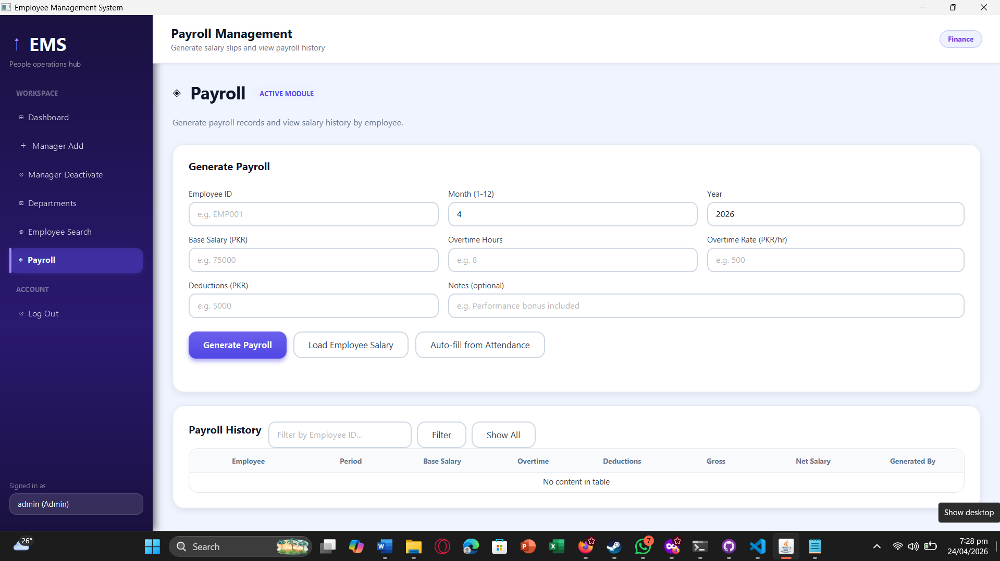 Employee Management System
EMS
People operations hub
WORKSPACE
Dashboard
Manager Add
Manager Deactivate
Departments
Employee Search
Payroll
ACCOUNT
Log Out
Signed in as
admin (Admin)
Payroll Management
Generate salary slips and view payroll history
Finance
Payroll ACTIVE MODULE
Generate payroll records and view salary history by employee.
Generate Payroll
Employee ID Month (1-12) Year
e.g. EMP001 4 2026
Base Salary (PKR) Overtime Hours Overtime Rate (PKR/hr)
e.g. 75000 e.g. 8 e.g. 500
Deductions (PKR) Notes (optional)
e.g. 5000 e.g. Performance bonus included
Generate Payroll Load Employee Salary Auto-fill from Attendance
Payroll History Filter by Employee ID... Filter Show All
Employee Period Base Salary Overtime Deductions Gross Net Salary Generated By
No content in table
Show desktop
26°
Search
7
7:28 pm
24/04/2026